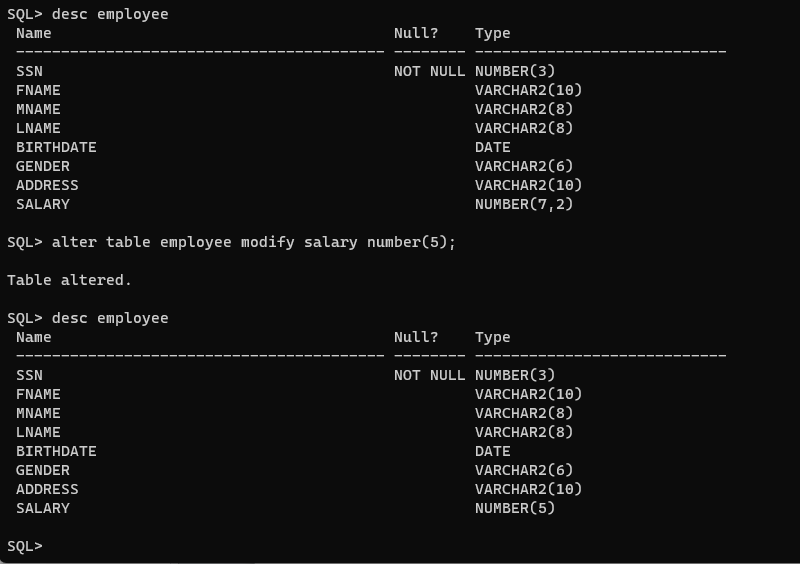 SQL> desc employee
 Name                                      Null?    Type
 ----------------------------------------- -------- ----------------------------
 SSN                                       NOT NULL NUMBER(3)
 FNAME                                              VARCHAR2(10)
 MNAME                                              VARCHAR2(8)
 LNAME                                              VARCHAR2(8)
 BIRTHDATE                                          DATE
 GENDER                                             VARCHAR2(6)
 ADDRESS                                            VARCHAR2(10)
 SALARY                                             NUMBER(7,2)

SQL> alter table employee modify salary number(5);

Table altered.

SQL> desc employee
 Name                                      Null?    Type
 ----------------------------------------- -------- ----------------------------
 SSN                                       NOT NULL NUMBER(3)
 FNAME                                              VARCHAR2(10)
 MNAME                                              VARCHAR2(8)
 LNAME                                              VARCHAR2(8)
 BIRTHDATE                                          DATE
 GENDER                                             VARCHAR2(6)
 ADDRESS                                            VARCHAR2(10)
 SALARY                                             NUMBER(5)

SQL>